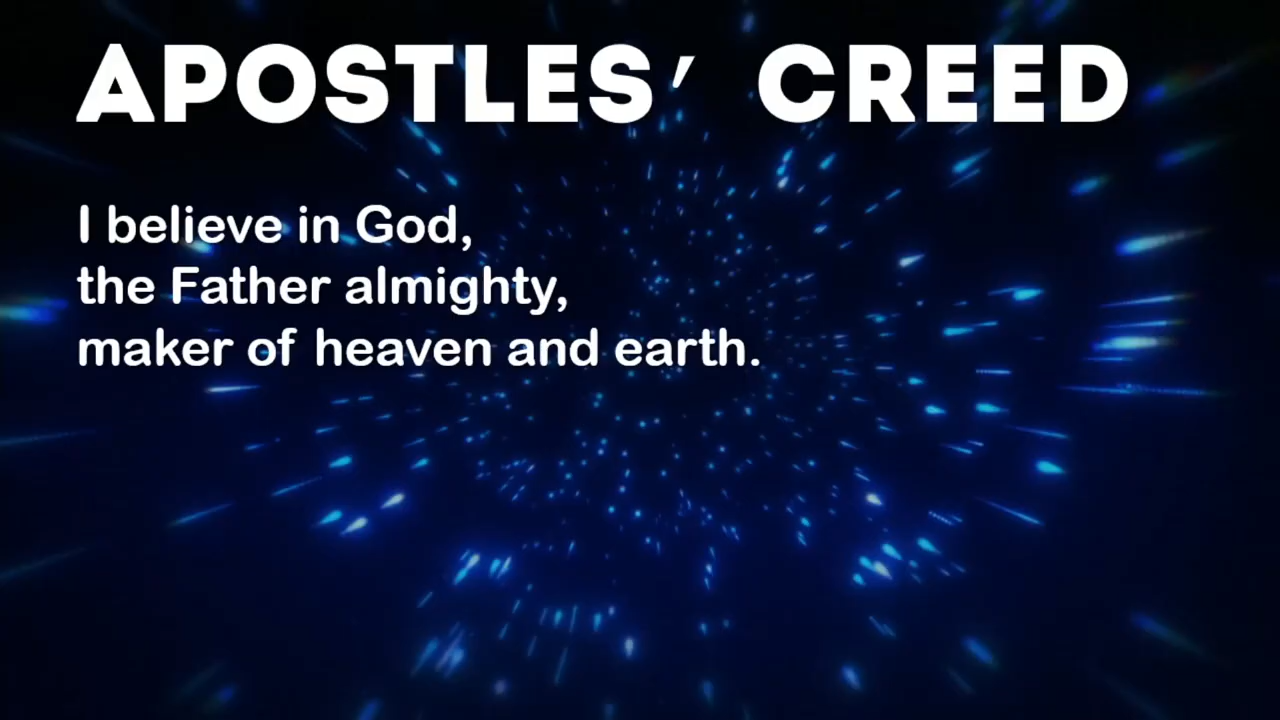 APOSTLES’ CREED
I believe in God,
the Father almighty,
maker of heaven and earth.